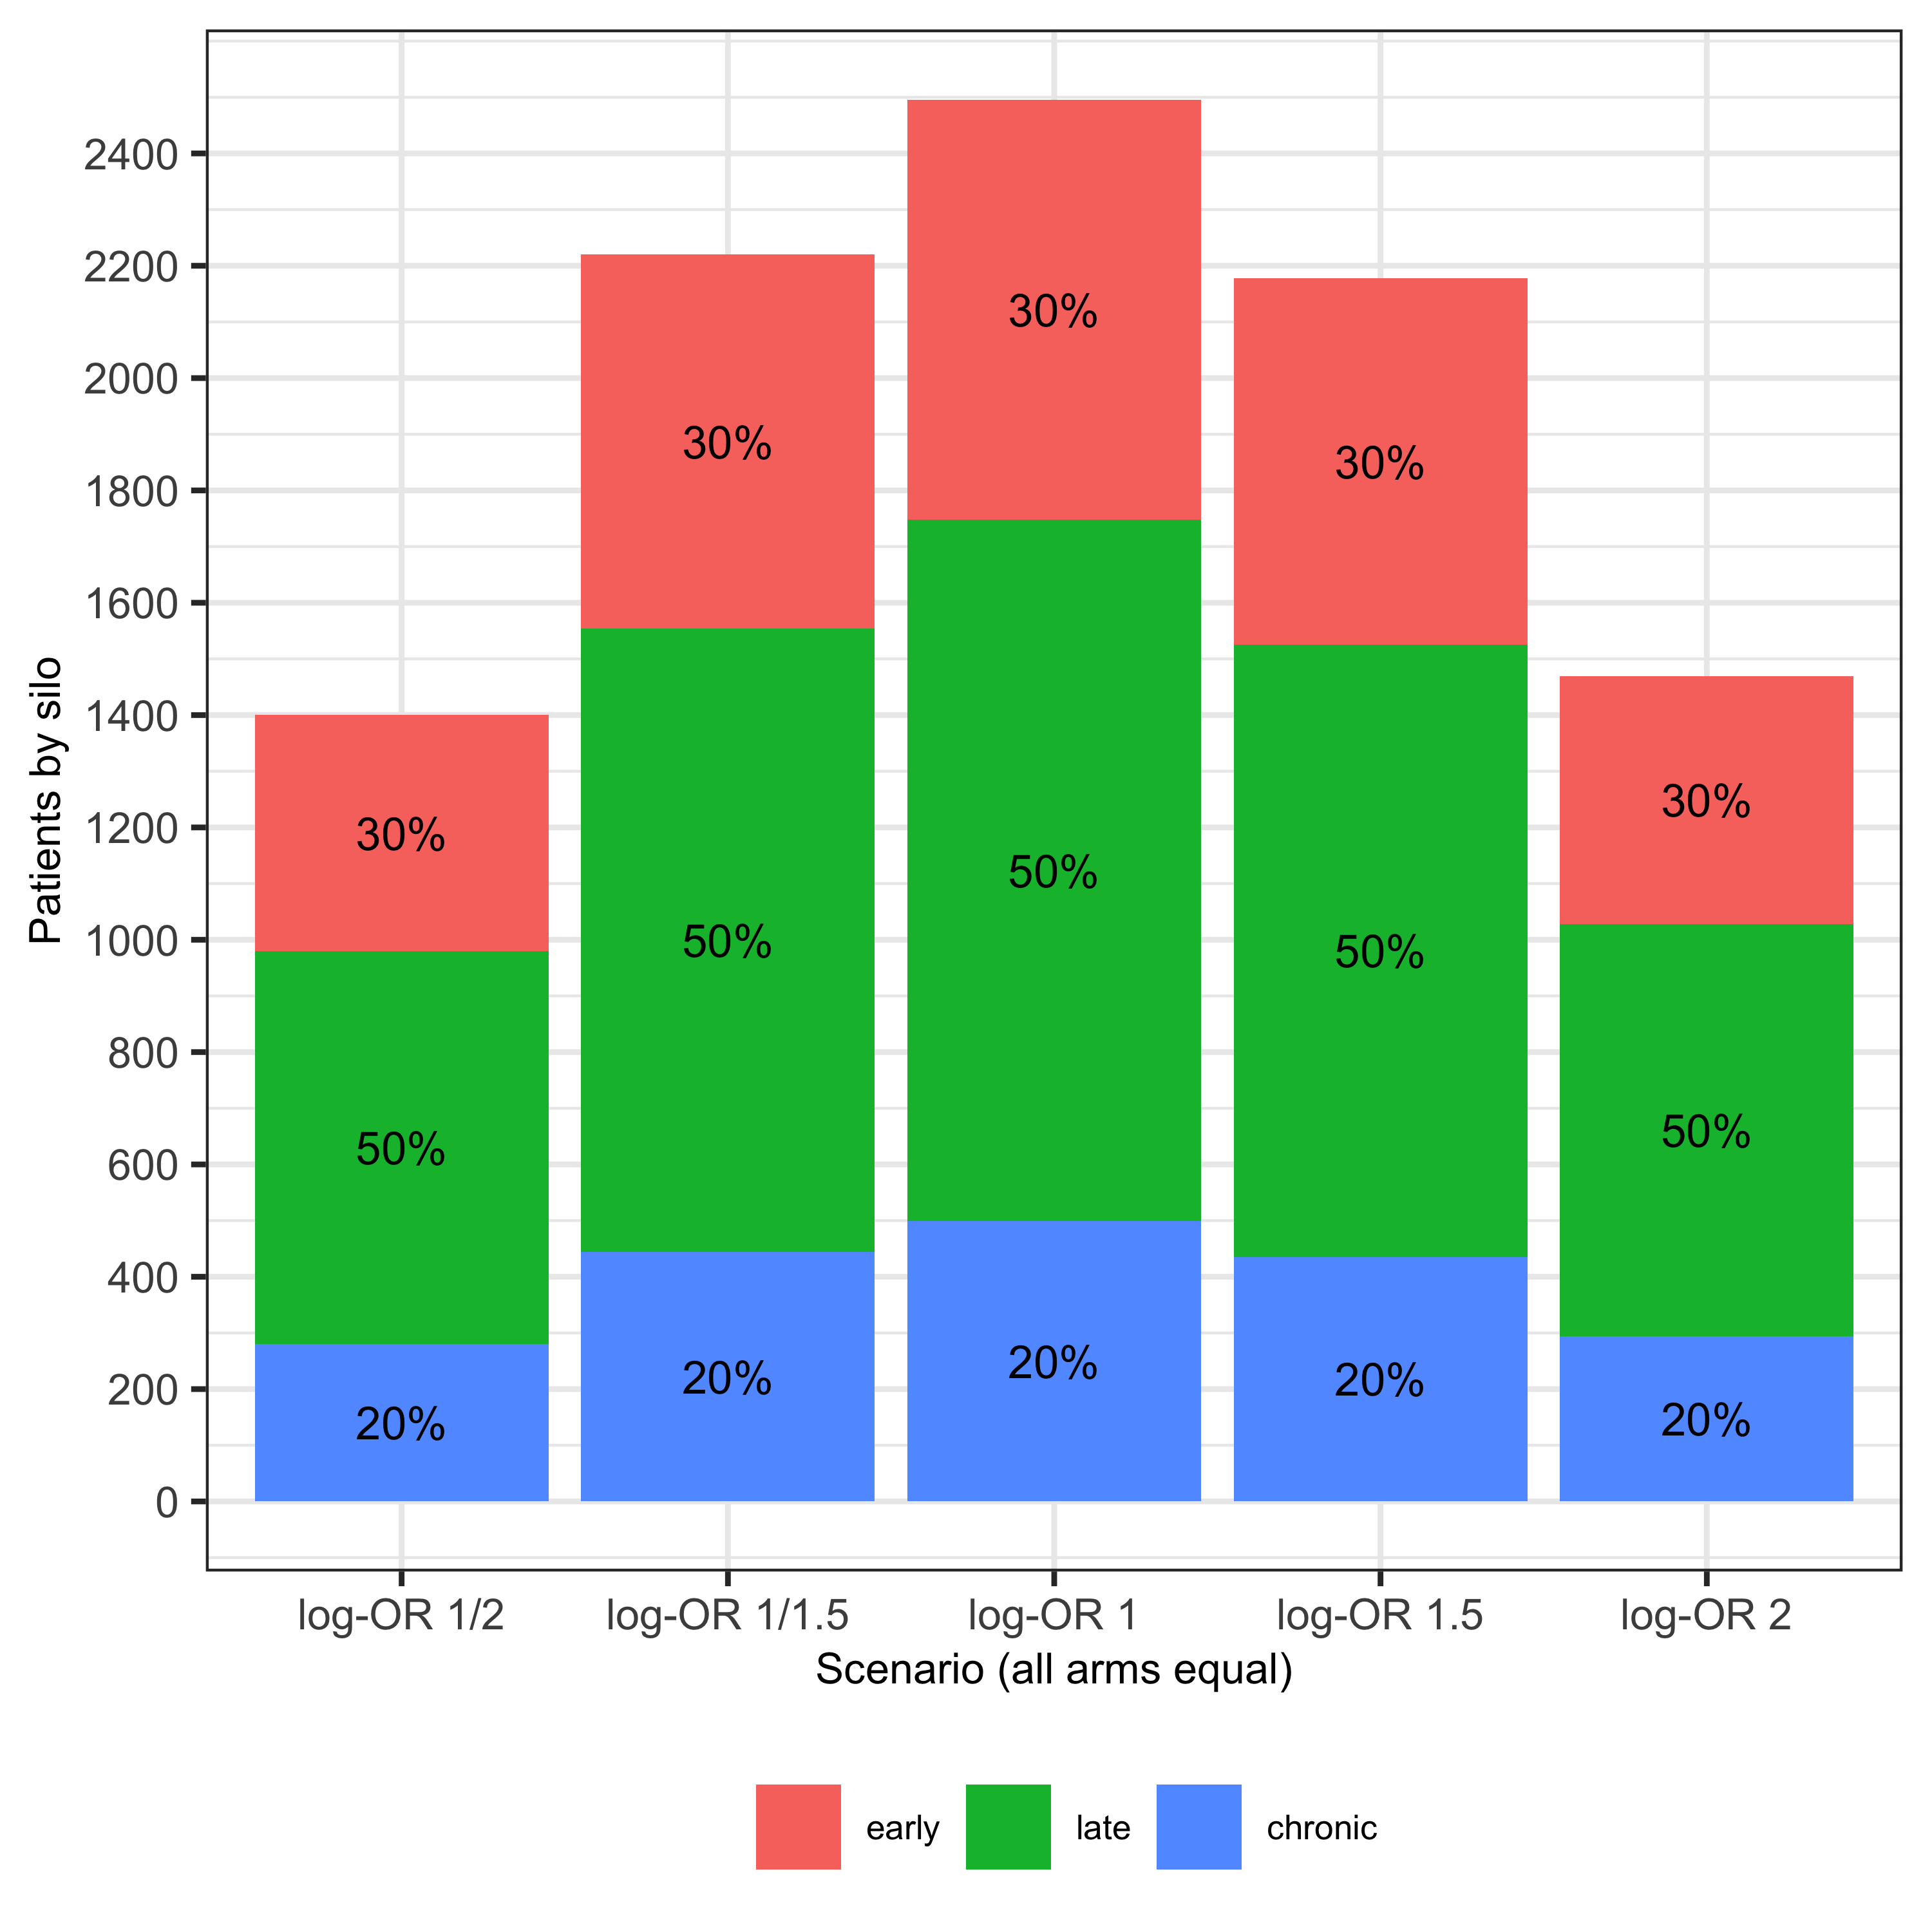 Patients by silo
2400
2200
2000
1800
1600
1400
1200
1000
800
600
400
200
0
30%
50%
20%
30%
50%
20%
30%
50%
20%
30%
50%
20%
30%
50%
20%
log-OR 1/2
log-OR 1/1.5
log-OR 1
log-OR 1.5
log-OR 2
Scenario (all arms equal)
early
late
chronic